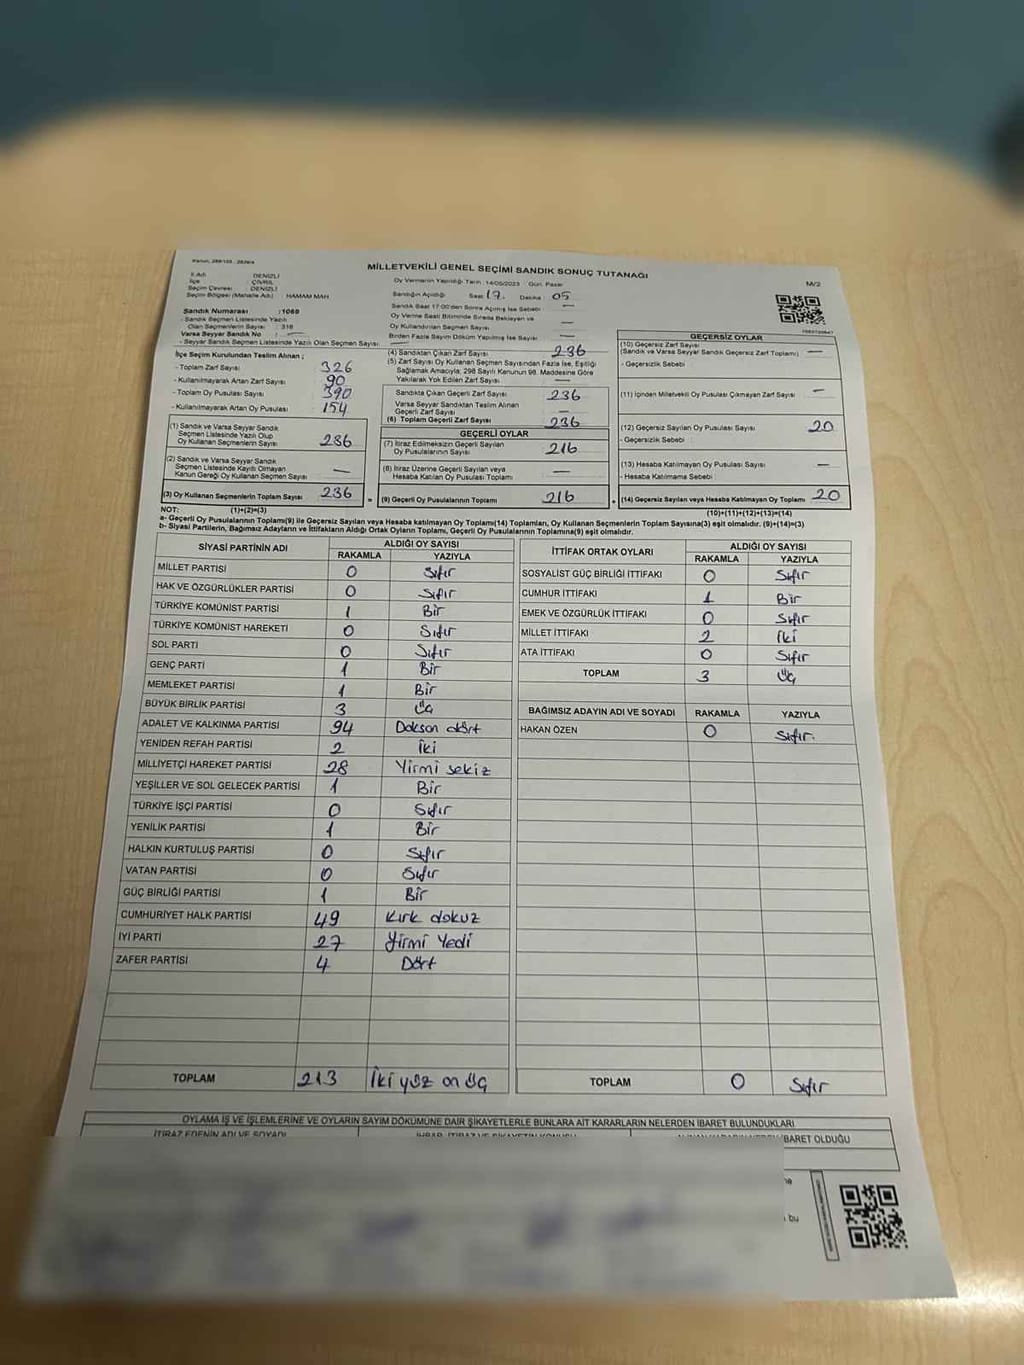 MİLLETVEKİLİ GENEL SEÇİMİ SANDIK SONUÇ TUTANAĞI
M/2
İl Adı : DENİZLİ
İlçe : ÇİVRİL
Seçim Çevresi : DENİZLİ
Seçim Bölgesi (Mahalle Adı) : HAMAM MAH
Sandık Numarası : 1069
Sandık Seçmen Listesinde Yazılı
Olan Seçmenlerin Sayısı : 316
Varsa Seyyar Sandık No : —
- Seyyar Sandık Seçmen Listesinde Yazılı Olan Seçmen Sayısı : —
Oy Vermenin Yapıldığı Tarih : 14/05/2023 Gün: Pazar
Sandığın Açıldığı Saat : 17. Dakika : 05
Sandık Saat 17:00'den Sonra Açılmış İse Sebebi : —
Oy Verme Saati Bitiminde Sırada Bekleyen ve
Oy Kullandırılan Seçmen Sayısı : —
Birden Fazla Sayım Döküm Yapılmış İse Sayısı : —
İlçe Seçim Kurulundan Teslim Alınan ;
- Toplam Zarf Sayısı : 326
- Kullanılmayarak Artan Zarf Sayısı : 90
- Toplam Oy Pusulası Sayısı : 390
- Kullanılmayarak Artan Oy Pusulası : 154
(1) Sandık ve Varsa Seyyar Sandık
Seçmen Listesinde Yazılı Olup
Oy Kullanan Seçmenlerin Sayısı : 236
(2) Sandık ve Varsa Seyyar Sandık
Seçmen Listesinde Kaydı Olmayan
Kanun Gereği Oy Kullanan Seçmen Sayısı : —
(3) Oy Kullanan Seçmenlerin Toplam Sayısı : 236
(4) Sandıktan Çıkan Zarf Sayısı : 236
(5) Zarf Sayısı Oy Kullanan Seçmen Sayısından Fazla İse, Eşitliği
Sağlamak Amacıyla; 298 Sayılı Kanunun 98. Maddesine Göre
Yakılarak Yok Edilen Zarf Sayısı : —
Sandıkta Çıkan Geçerli Zarf Sayısı : 236
Varsa Seyyar Sandıktan Teslim Alınan
Geçerli Zarf Sayısı : —
(6) Toplam Geçerli Zarf Sayısı : 236
GEÇERLİ OYLAR
(7) İtiraz Edilmeksizin Geçerli Sayılan
Oy Pusulalarının Sayısı : 216
(8) İtiraz Üzerine Geçerli Sayılan veya
Hesaba Katılan Oy Pusulası Toplamı : —
= (9) Geçerli Oy Pusulalarının Toplamı : 216
GEÇERSİZ OYLAR
(10) Geçersiz Zarf Sayısı : —
(Sandık ve Varsa Seyyar Sandık Geçersiz Zarf Toplamı)
- Geçersizlik Sebebi :
(11) İçinden Milletvekili Oy Pusulası Çıkmayan Zarf Sayısı : —
(12) Geçersiz Sayılan Oy Pusulası Sayısı : 20
- Geçersizlik Sebebi :
(13) Hesaba Katılmayan Oy Pusulası Sayısı : —
- Hesaba Katılmama Sebebi :
+ (14) Geçersiz Sayılan veya Hesaba Katılmayan Oy Toplamı : 20
NOT: (1)+(2)=(3) (10)+(11)+(12)+(13)=(14)
a- Geçerli Oy Pusulalarının Toplamı(9) ile Geçersiz Sayılan veya Hesaba katılmayan Oy Toplamı(14) Toplamları, Oy Kullanan Seçmenlerin Toplam Sayısına(3) eşit olmalıdır. (9)+(14)=(3)
b- Siyasi Partilerin, Bağımsız Adayların ve İttifakların Aldığı Ortak Oyların Toplamı, Geçerli Oy Pusulalarının Toplamına(9) eşit olmalıdır.
SİYASİ PARTİNİN ADI ALDIĞI OY SAYISI
RAKAMLA YAZIYLA
MİLLET PARTİSİ 0 Sıfır
HAK VE ÖZGÜRLÜKLER PARTİSİ 0 Sıfır
TÜRKİYE KOMÜNİST PARTİSİ 1 Bir
TÜRKİYE KOMÜNİST HAREKETİ 0 Sıfır
SOL PARTİ 0 Sıfır
GENÇ PARTİ 1 Bir
MEMLEKET PARTİSİ 1 Bir
BÜYÜK BİRLİK PARTİSİ 3 Üç
ADALET VE KALKINMA PARTİSİ 94 Doksan dört
YENİDEN REFAH PARTİSİ 2 İki
MİLLİYETÇİ HAREKET PARTİSİ 28 Yirmi sekiz
YEŞİLLER VE SOL GELECEK PARTİSİ 1 Bir
TÜRKİYE İŞÇİ PARTİSİ 0 Sıfır
YENİLİK PARTİSİ 1 Bir
HALKIN KURTULUŞ PARTİSİ 0 Sıfır
VATAN PARTİSİ 0 Sıfır
GÜÇ BİRLİĞİ PARTİSİ 1 Bir
CUMHURİYET HALK PARTİSİ 49 Kırk dokuz
İYİ PARTİ 27 Yirmi Yedi
ZAFER PARTİSİ 4 Dört
TOPLAM 213 İki yüz on üç
İTTİFAK ORTAK OYLARI ALDIĞI OY SAYISI
RAKAMLA YAZIYLA
SOSYALİST GÜÇ BİRLİĞİ İTTİFAKI 0 Sıfır
CUMHUR İTTİFAKI 1 Bir
EMEK VE ÖZGÜRLÜK İTTİFAKI 0 Sıfır
MİLLET İTTİFAKI 2 İki
ATA İTTİFAKI 0 Sıfır
TOPLAM 3 Üç
BAĞIMSIZ ADAYIN ADI VE SOYADI RAKAMLA YAZIYLA
HAKAN ÖZEN 0 Sıfır.
TOPLAM 0 Sıfır
OYLAMA İŞ VE İŞLEMLERİNE VE OYLARIN SAYIM DÖKÜMÜNE DAİR ŞİKAYETLERLE BUNLARA AİT KARARLARIN NELERDEN İBARET BULUNDUKLARI
İTİRAZ EDENİN ADI VE SOYADI
İBARET OLDUĞU